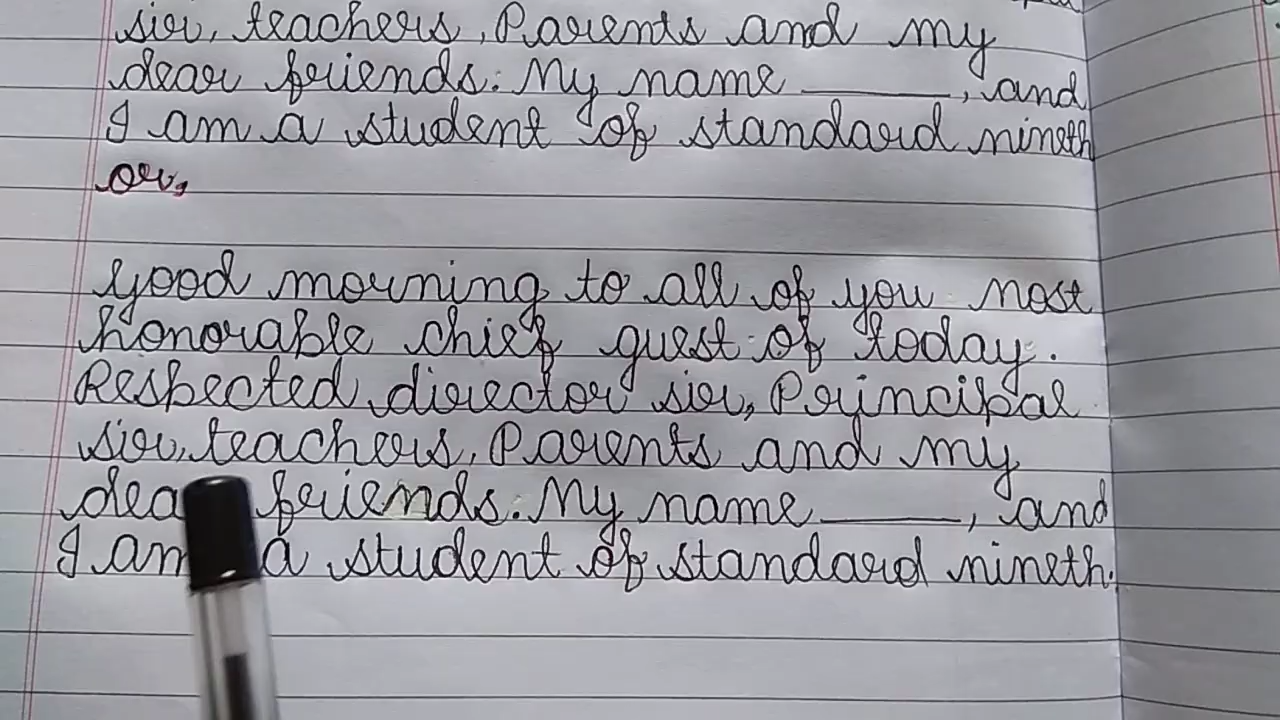 sir, teachers, Parents and my
dear friends. My name ______, and
I am a student of standard nineth
or,
Good morning to all of you most
honorable chief guest of today.
Respected director sir, Principal
sir, teachers, Parents and my
dear friends. My name ______, and
I am a student of standard nineth.